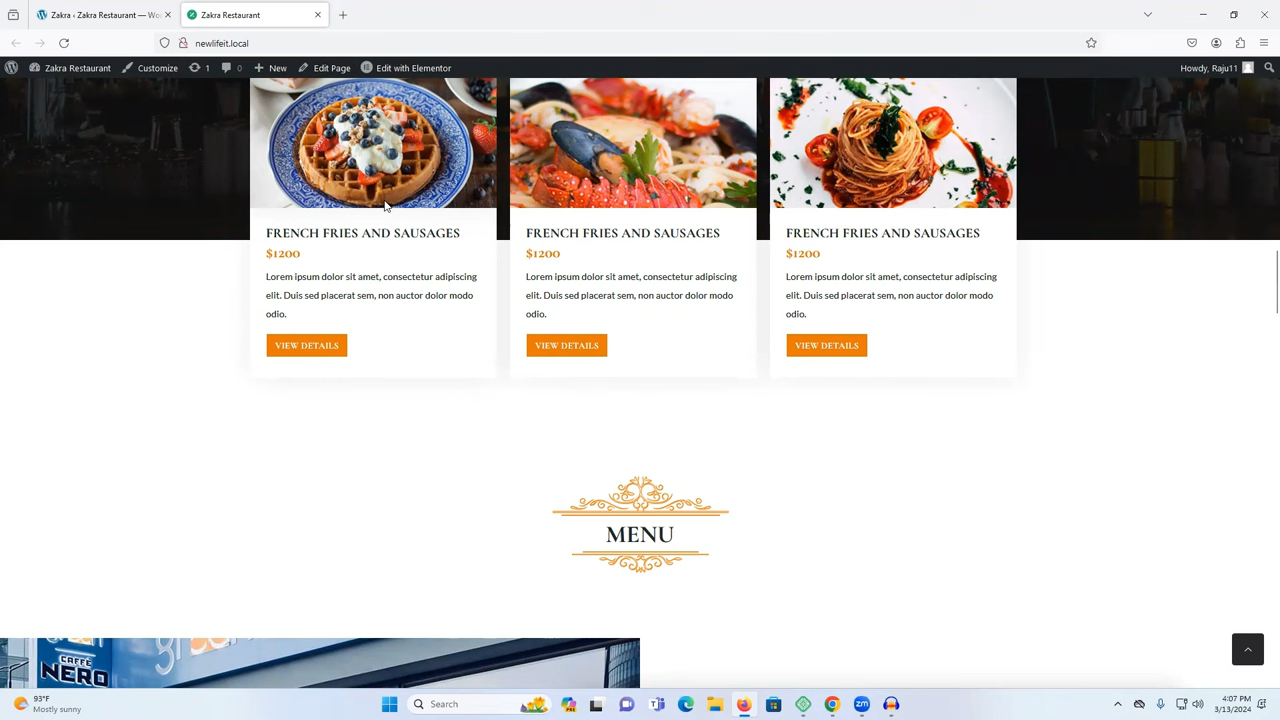 Zakra ‹ Zakra Restaurant — Wo
Zakra Restaurant
newlifeit.local
Zakra Restaurant
Customize
1
0
New
Edit Page
Edit with Elementor
Howdy, Raju11
FRENCH FRIES AND SAUSAGES
$1200
Lorem ipsum dolor sit amet, consectetur adipiscing
elit. Duis sed placerat sem, non auctor dolor modo
odio.
VIEW DETAILS
FRENCH FRIES AND SAUSAGES
$1200
Lorem ipsum dolor sit amet, consectetur adipiscing
elit. Duis sed placerat sem, non auctor dolor modo
odio.
VIEW DETAILS
FRENCH FRIES AND SAUSAGES
$1200
Lorem ipsum dolor sit amet, consectetur adipiscing
elit. Duis sed placerat sem, non auctor dolor modo
odio.
VIEW DETAILS
MENU
CAFFÈ
NERO
93°F
Mostly sunny
Search
4:07 PM
3/13/2024